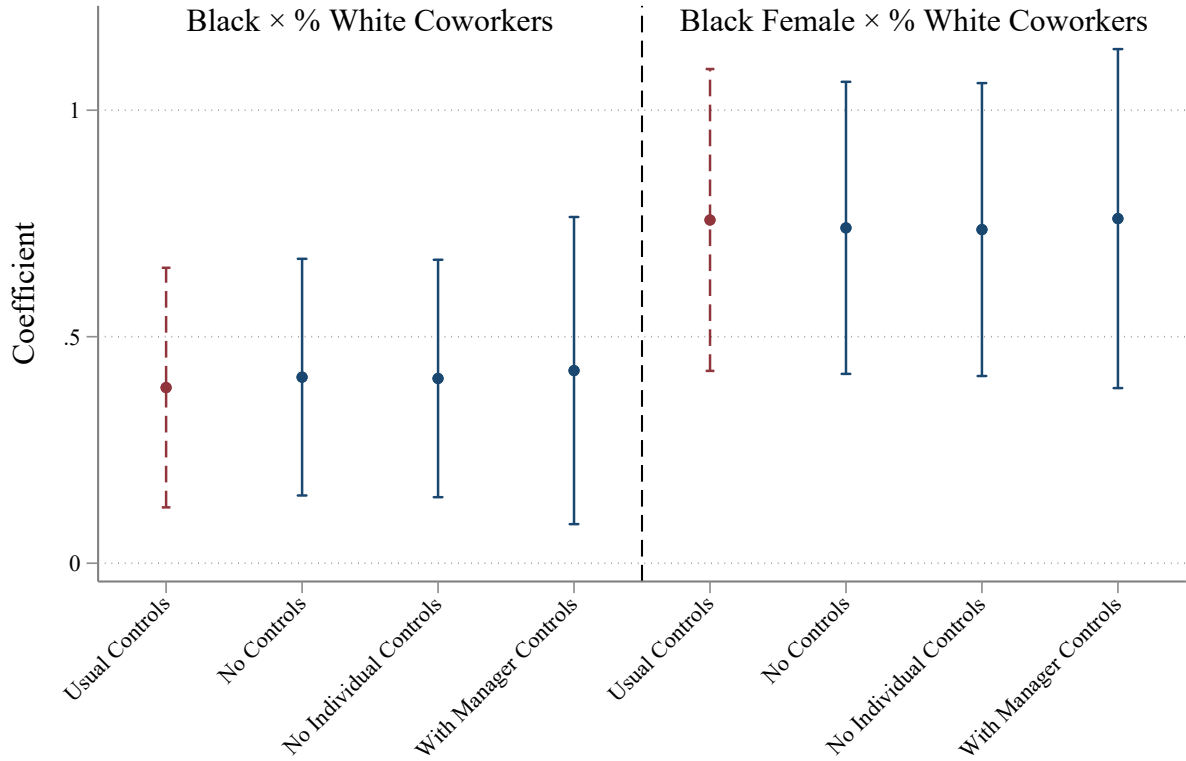 Black × % White Coworkers
Black Female × % White Coworkers
Coefficient
1
.5
0
Usual Controls
No Controls
No Individual Controls
With Manager Controls
Usual Controls
No Controls
No Individual Controls
With Manager Controls